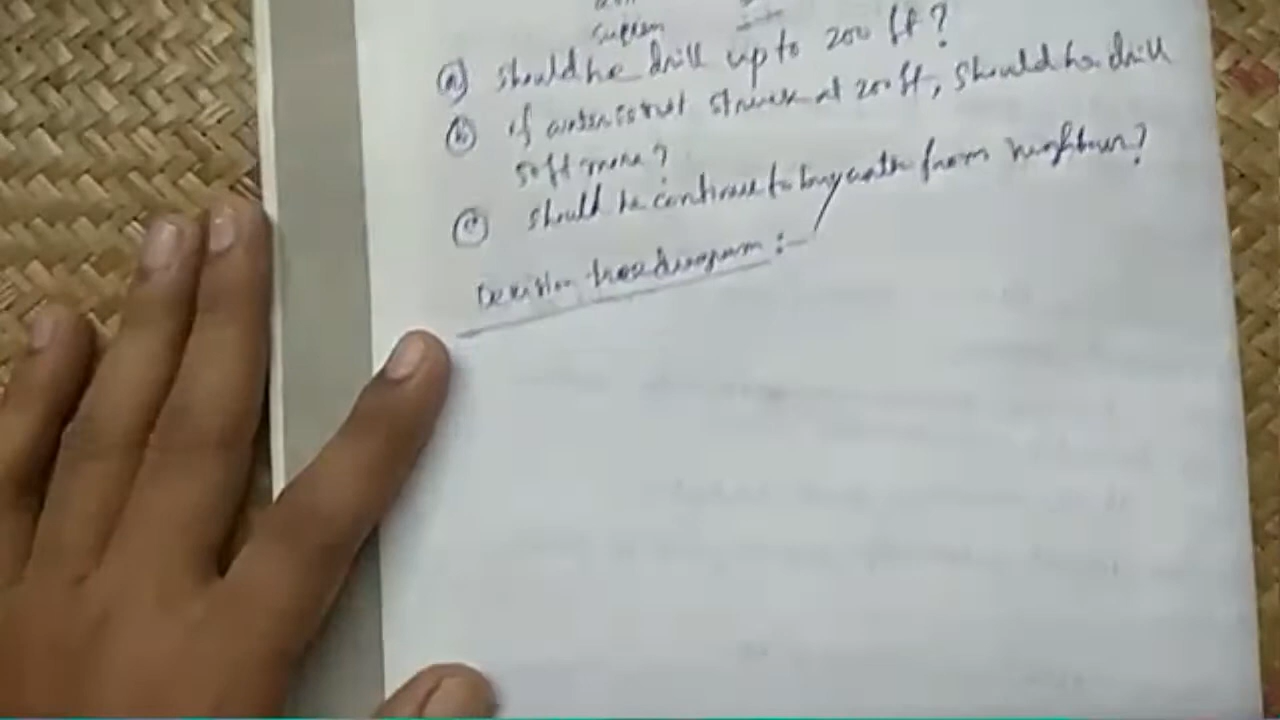 (a) should he drill up to 200 ft?
(b) if water is not struck at 200 ft, should he drill
50 ft more?
(c) should he continue to buy water from neighbour?
Decision tree diagram :-